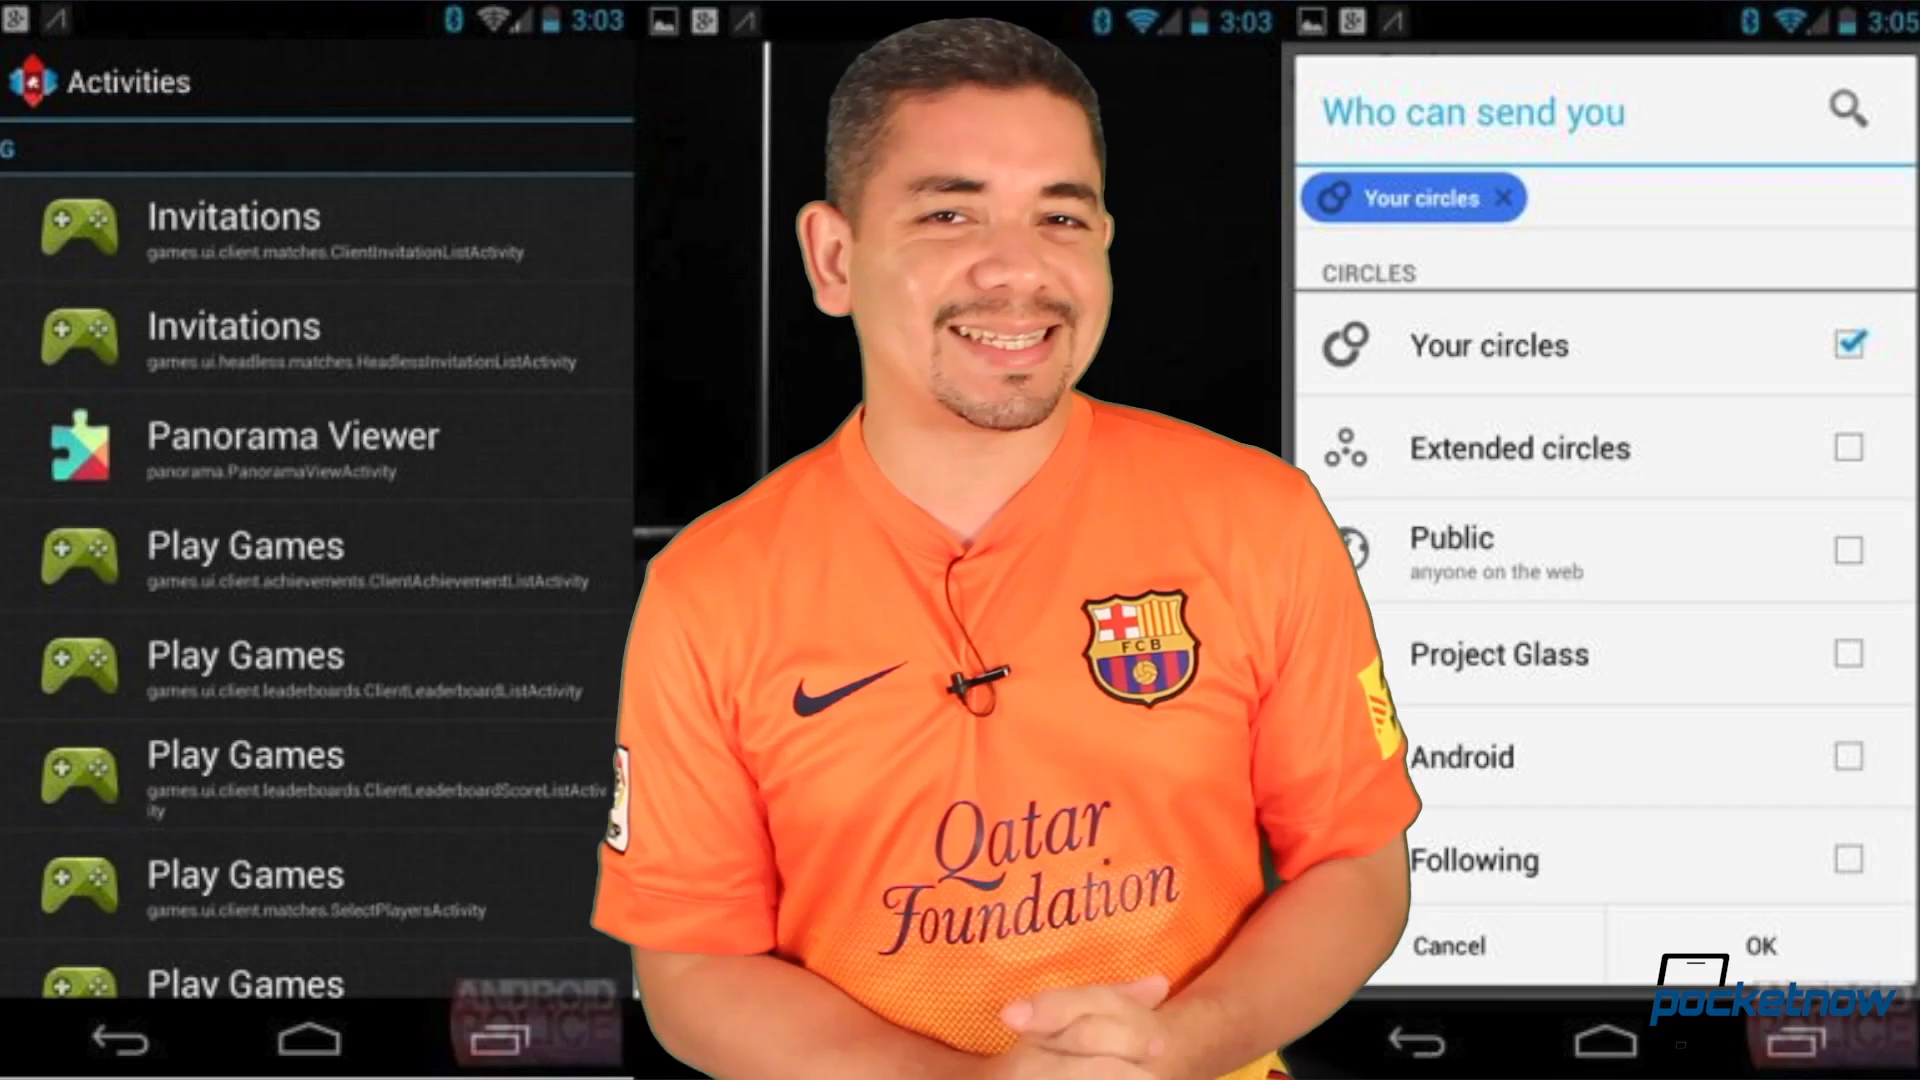 3:03
Activities
G
Invitations
games.ui.client.matches.ClientInvitationListActivity
Invitations
games.ui.headless.matches.HeadlessInvitationListActivity
Panorama Viewer
panorama.PanoramaViewActivity
Play Games
games.ui.client.achievements.ClientAchievementListActivity
Play Games
games.ui.client.leaderboards.ClientLeaderboardListActivity
Play Games
games.ui.client.leaderboards.ClientLeaderboardScoreListActiv
ity
Play Games
games.ui.client.matches.SelectPlayersActivity
Play Games
ANDROID
POLICE
3:03
FCB
Qatar
Foundation
3:05
Who can send you
Your circles
CIRCLES
Your circles
Extended circles
Public
anyone on the web
Project Glass
Android
Following
Cancel
OK
pocketnow